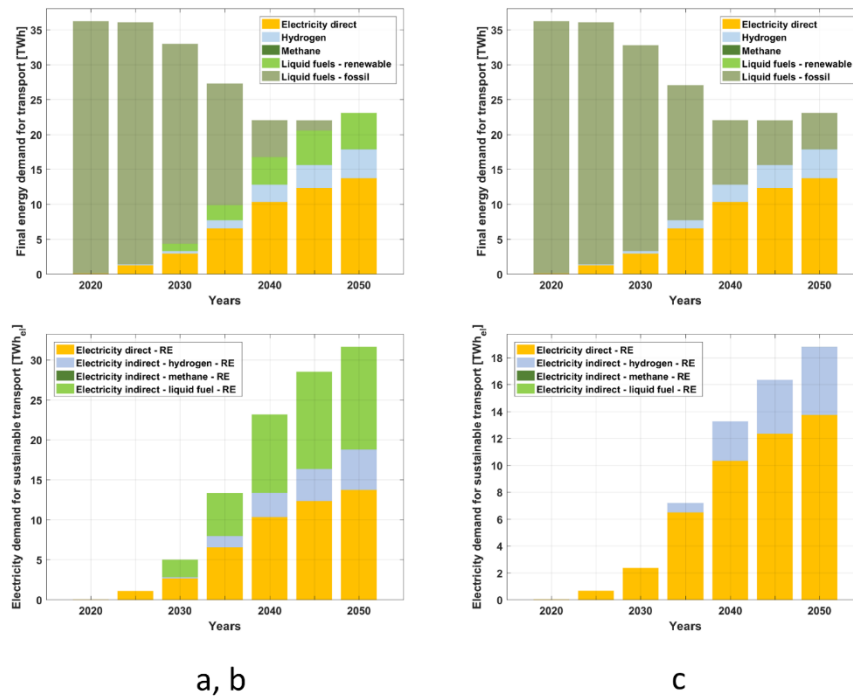 Final energy demand for transport [TWh]
35
30
25
20
15
10
5
0
Electricity direct
Hydrogen
Methane
Liquid fuels - renewable
Liquid fuels - fossil
2020
2030
2040
2050
Years
Final energy demand for transport [TWh]
35
30
25
20
15
10
5
0
Electricity direct
Hydrogen
Methane
Liquid fuels - renewable
Liquid fuels - fossil
2020
2030
2040
2050
Years
Electricity demand for sustainable transport [TWhel]
30
25
20
15
10
5
0
Electricity direct - RE
Electricity indirect - hydrogen - RE
Electricity indirect - methane - RE
Electricity indirect - liquid fuel - RE
2020
2030
2040
2050
Years
Electricity demand for sustainable transport [TWhel]
18
16
14
12
10
8
6
4
2
0
Electricity direct - RE
Electricity indirect - hydrogen - RE
Electricity indirect - methane - RE
Electricity indirect - liquid fuel - RE
2020
2030
2040
2050
Years
a, b
c